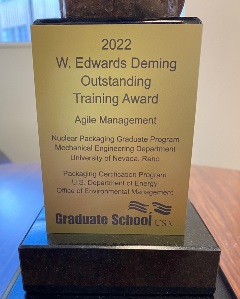 2022
W. Edwards Deming
Outstanding
Training Award
Agile Management
Nuclear Packaging Graduate Program
Mechanical Engineering Department
University of Nevada, Reno
Packaging Certification Program
U.S. Department of Energy
Office of Environmental Management
Graduate School USA